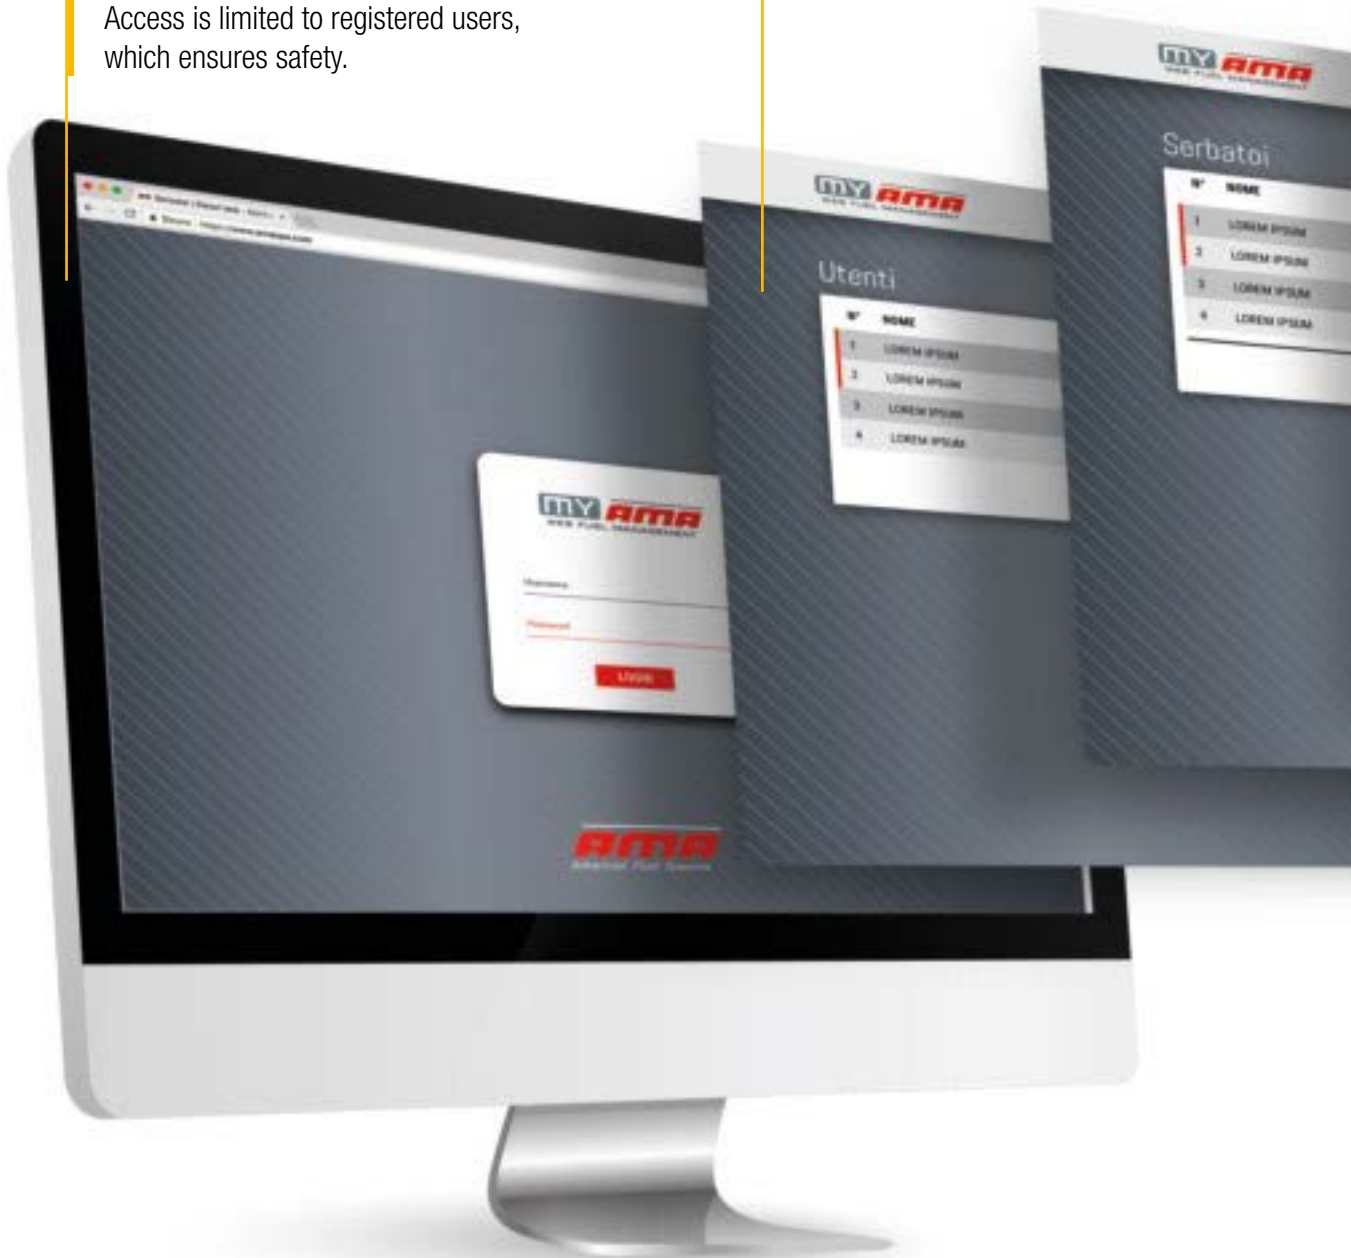 Access is limited to registered users,
which ensures safety.
MY AMA
WEB FUEL MANAGEMENT
Serbatoi
N° NOME
1 LOREM IPSUM
2 LOREM IPSUM
3 LOREM IPSUM
4 LOREM IPSUM
MY AMA
WEB FUEL MANAGEMENT
Utenti
N° NOME
1 LOREM IPSUM
2 LOREM IPSUM
3 LOREM IPSUM
4 LOREM IPSUM
MY AMA
WEB FUEL MANAGEMENT
Username
Password
LOGIN
AMA